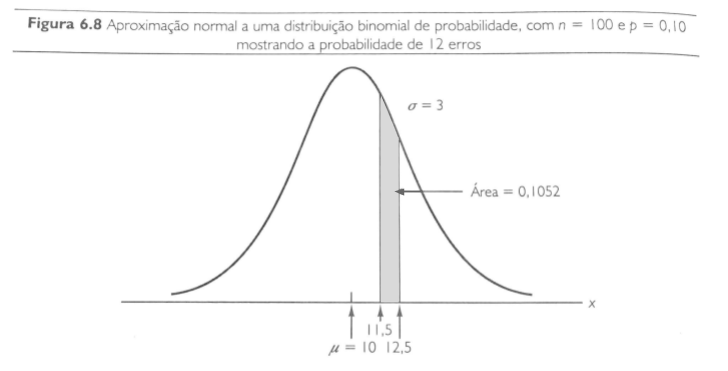 Figura 6.8 Aproximação normal a uma distribuição binomial de probabilidade, com n = 100 e p = 0,10
mostrando a probabilidade de 12 erros
σ = 3
Área = 0,1052
x
11,5
μ = 10 12,5